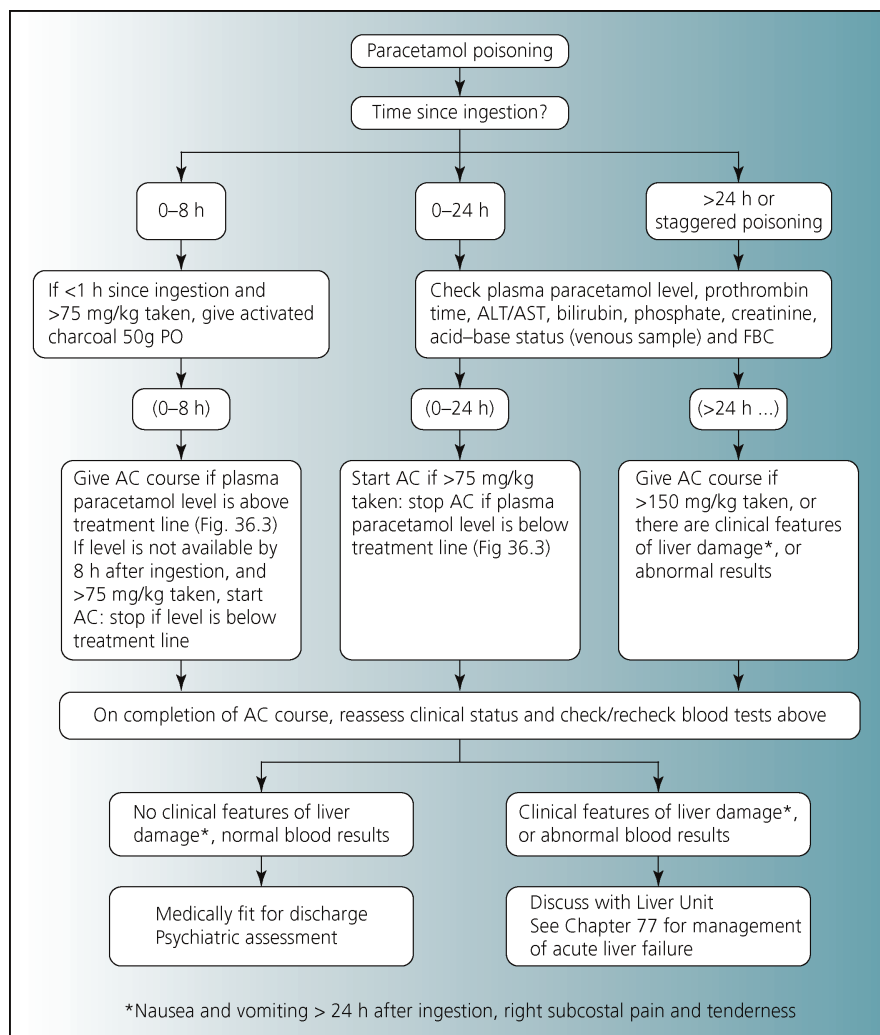 Paracetamol poisoning
Time since ingestion?
0–8 h
0–24 h
>24 h or
staggered poisoning
If <1 h since ingestion and
>75 mg/kg taken, give activated
charcoal 50g PO
Check plasma paracetamol level, prothrombin
time, ALT/AST, bilirubin, phosphate, creatinine,
acid–base status (venous sample) and FBC
(0–8 h)
(0–24 h)
(>24 h ...)
Give AC course if plasma
paracetamol level is above
treatment line (Fig. 36.3)
If level is not available by
8 h after ingestion, and
>75 mg/kg taken, start
AC: stop if level is below
treatment line
Start AC if >75 mg/kg
taken: stop AC if plasma
paracetamol level is below
treatment line (Fig 36.3)
Give AC course if
>150 mg/kg taken, or
there are clinical features
of liver damage*, or
abnormal results
On completion of AC course, reassess clinical status and check/recheck blood tests above
No clinical features of liver
damage*, normal blood results
Clinical features of liver damage*,
or abnormal blood results
Medically fit for discharge
Psychiatric assessment
Discuss with Liver Unit
See Chapter 77 for management
of acute liver failure
*Nausea and vomiting > 24 h after ingestion, right subcostal pain and tenderness